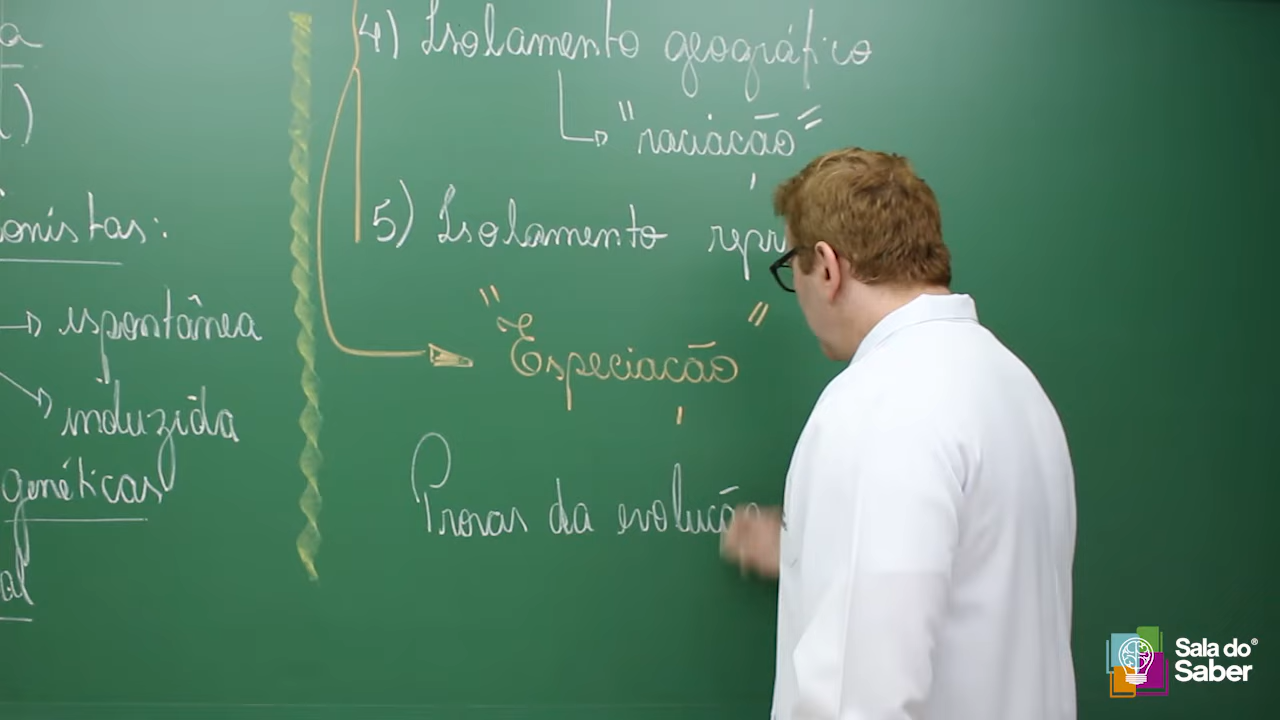 a
4) Isolamento geográfico
"raciação"
5) Isolamento repr
onistas:
espontânea
"Especiação"
induzida
genéticas
Provas da evolução
al
Sala do
Saber